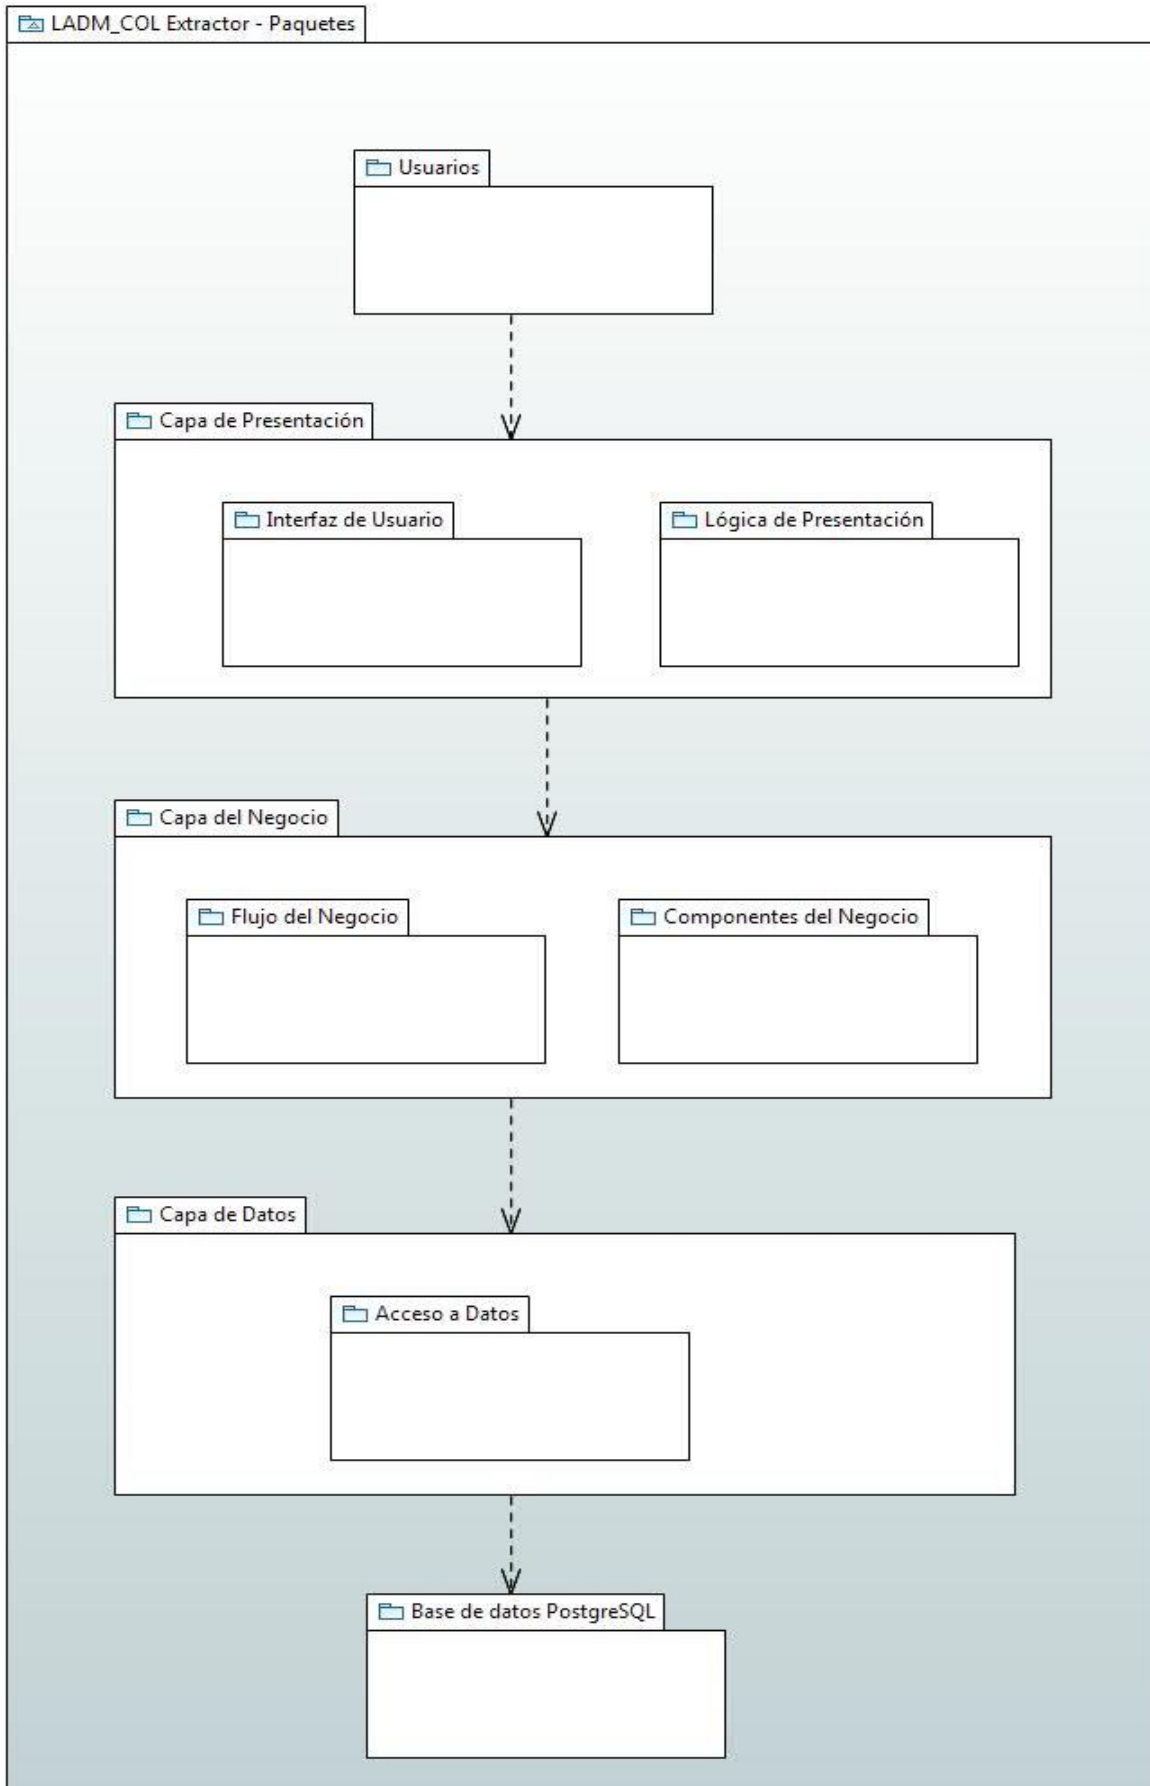 LADM_COL Extractor - Paquetes
Usuarios
Capa de Presentación
Interfaz de Usuario
Lógica de Presentación
Capa del Negocio
Flujo del Negocio
Componentes del Negocio
Capa de Datos
Acceso a Datos
Base de datos PostgreSQL